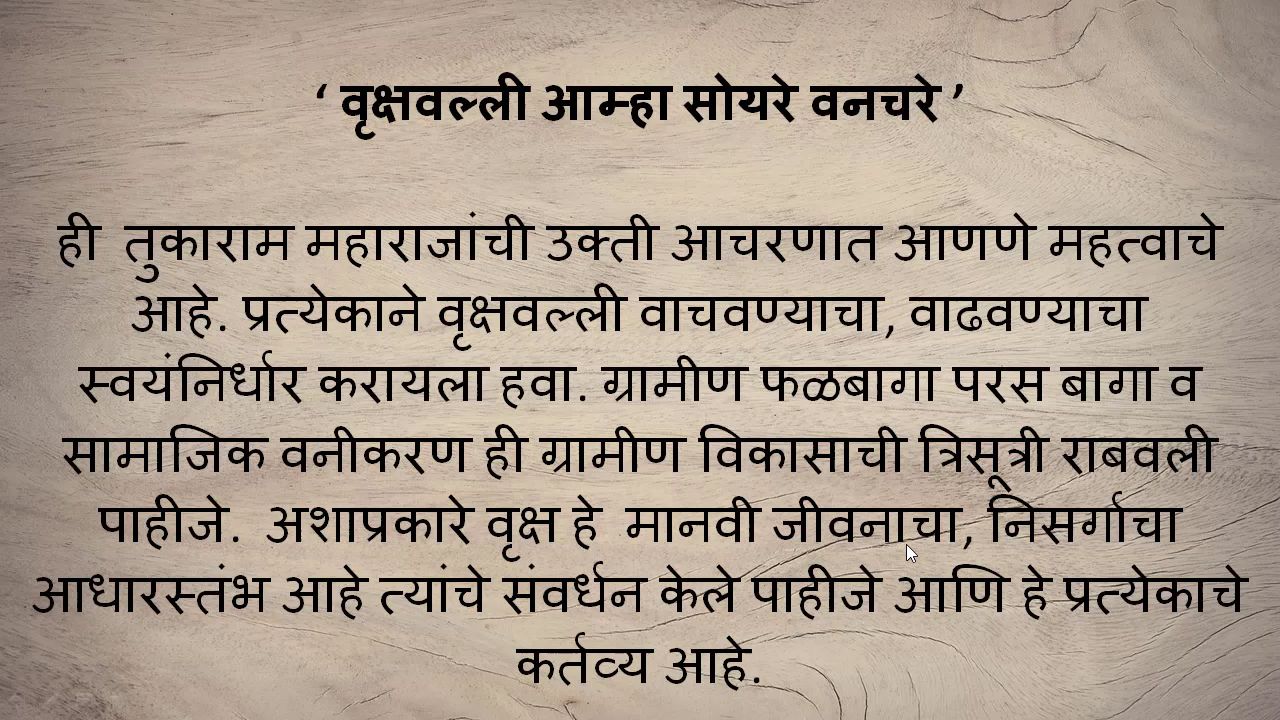 ‘ वृक्षवल्ली आम्हा सोयरे वनचरे ’
ही तुकाराम महाराजांची उक्ती आचरणात आणणे महत्वाचे
आहे. प्रत्येकाने वृक्षवल्ली वाचवण्याचा, वाढवण्याचा
स्वयंनिर्धार करायला हवा. ग्रामीण फळबागा परस बागा व
सामाजिक वनीकरण ही ग्रामीण विकासाची त्रिसूत्री राबवली
पाहीजे. अशाप्रकारे वृक्ष हे मानवी जीवनाचा, निसर्गाचा
आधारस्तंभ आहे त्यांचे संवर्धन केले पाहीजे आणि हे प्रत्येकाचे
कर्तव्य आहे.